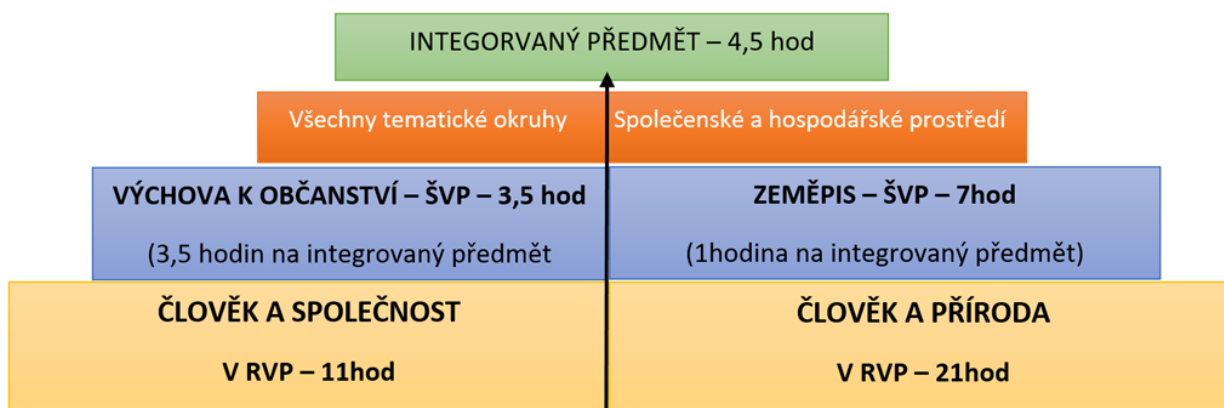 INTEGORVANÝ PŘEDMĚT – 4,5 hod
Všechny tematické okruhy
Společenské a hospodářské prostředí
VÝCHOVA K OBČANSTVÍ – ŠVP – 3,5 hod
(3,5 hodin na integrovaný předmět
ZEMĚPIS – ŠVP – 7hod
(1hodina na integrovaný předmět)
ČLOVĚK A SPOLEČNOST
V RVP – 11hod
ČLOVĚK A PŘÍRODA
V RVP – 21hod